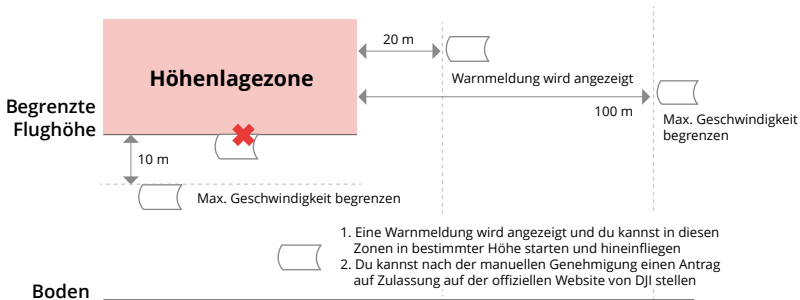 20 m
Höhenlagezone
Warnmeldung wird angezeigt
Begrenzte
Flughöhe
100 m
Max. Geschwindigkeit
begrenzen
10 m
Max. Geschwindigkeit begrenzen
1. Eine Warnmeldung wird angezeigt und du kannst in diesen
Zonen in bestimmter Höhe starten und hineinfliegen
2. Du kannst nach der manuellen Genehmigung einen Antrag
auf Zulassung auf der offiziellen Website von DJI stellen
Boden